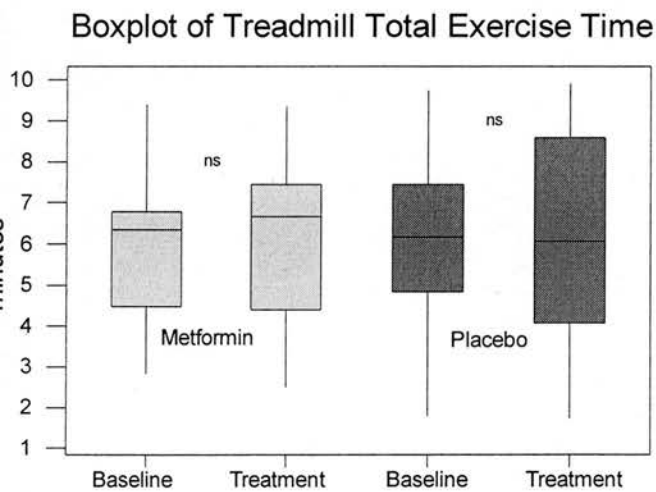 Boxplot of Treadmill Total Exercise Time
10
9
8
7
6
5
4
3
2
1
minutes
ns
ns
Metformin
Placebo
Baseline Treatment Baseline Treatment